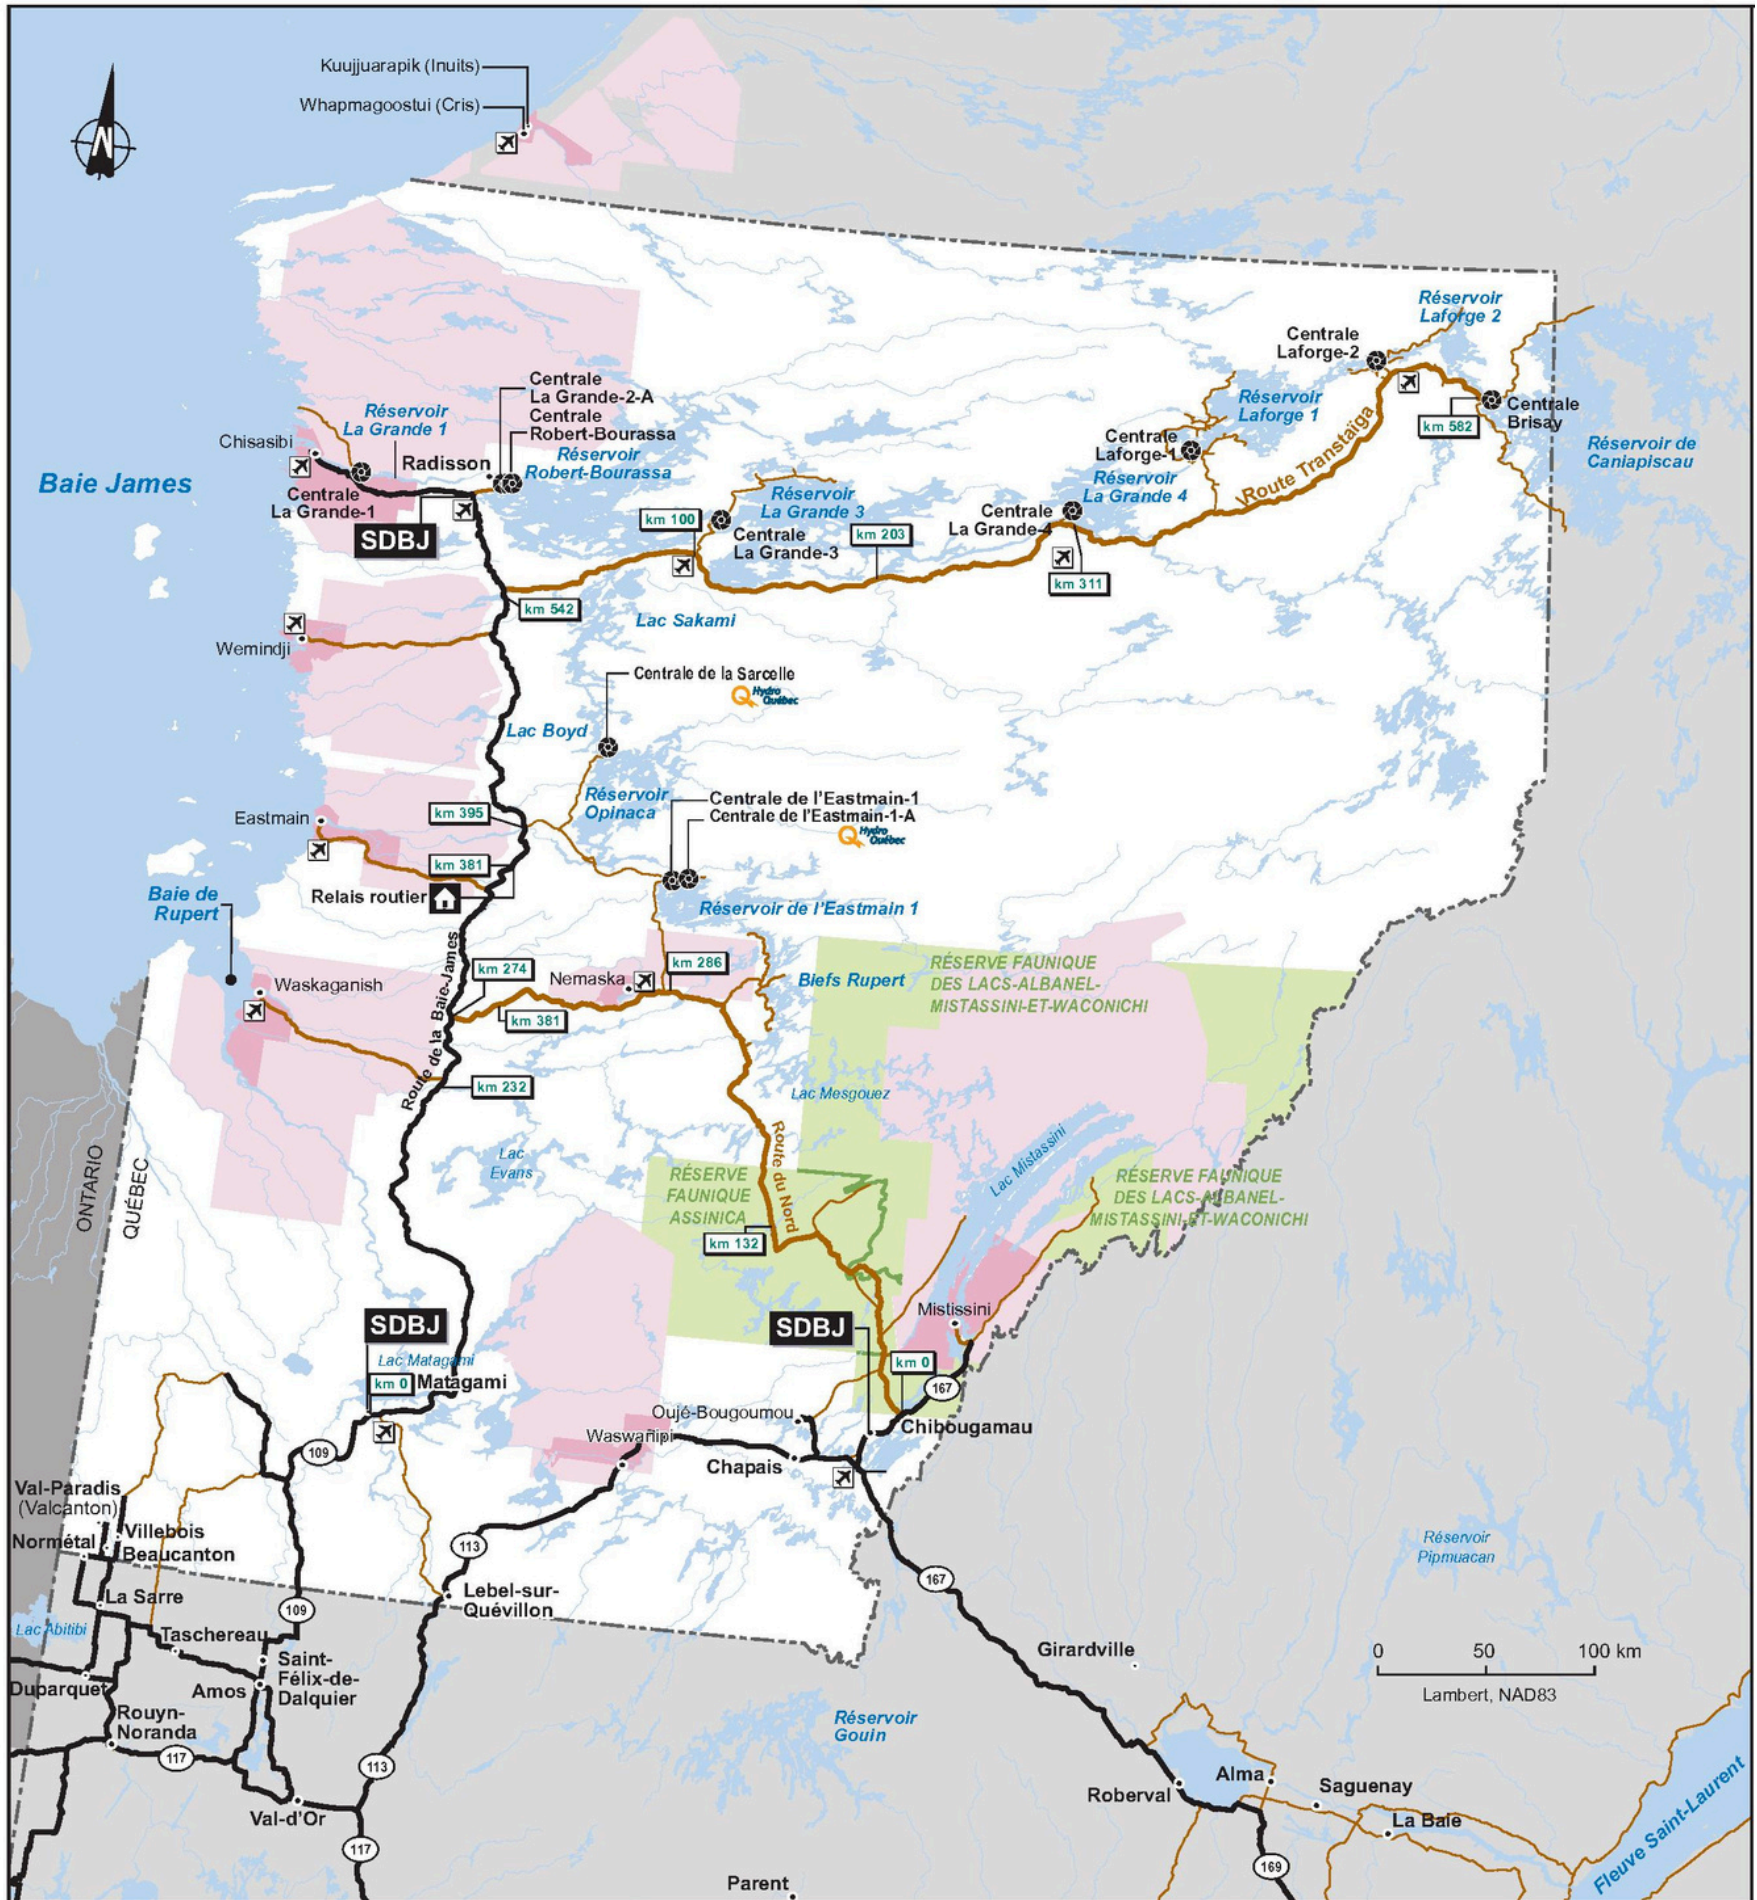 Kuujjuarapik (Inuits)
Whapmagoostui (Cris)
N
Réservoir
Laforge 2
Centrale
Laforge-2
Centrale
La Grande-2-A
Centrale
Robert-Bourassa
Réservoir
La Grande 1
Réservoir
Laforge 1
Centrale
Brisay
km 582
Chisasibi
Radisson
Réservoir
Robert-Bourassa
Centrale
Laforge-1
Réservoir de
Caniapiscau
Baie James
Centrale
La Grande-1
Réservoir
La Grande 3
Réservoir
La Grande 4
Route Transtaïga
SDBJ
km 100
Centrale
La Grande-3
km 203
Centrale
La Grande-4
km 311
km 542
Lac Sakami
Wemindji
Centrale de la Sarcelle
Hydro
Québec
Lac Boyd
Réservoir
Opinaca
Centrale de l'Eastmain-1
Centrale de l'Eastmain-1-A
Hydro
Québec
km 395
Eastmain
km 381
Relais routier
Baie de
Rupert
Réservoir de l'Eastmain 1
Route de la Baie-James
km 274
Nemaska
km 286
Biefs Rupert
RÉSERVE FAUNIQUE
DES LACS-ALBANEL-
MISTASSINI-ET-WACONICHI
Waskaganish
km 381
km 232
Lac Mesgouez
ONTARIO
QUÉBEC
Lac
Evans
Route du Nord
Lac Mistassini
RÉSERVE
FAUNIQUE
ASSINICA
RÉSERVE FAUNIQUE
DES LACS-ALBANEL-
MISTASSINI-ET-WACONICHI
km 132
Mistissini
SDBJ
SDBJ
Lac Matagami
km 0
Matagami
km 0
167
Oujé-Bougoumou
Chibougamau
Waswanipi
109
Chapais
Val-Paradis
(Valcanton)
Villebois
Normétal
Beaucanton
113
Réservoir
Pipmuacan
167
La Sarre
Lebel-sur-
Quévillon
109
Lac Abitibi
Taschereau
Saint-
Félix-de-
Dalquier
Girardville
0 50 100 km
Lambert, NAD83
Duparquet
Amos
Rouyn-
Noranda
Réservoir
Gouin
117
113
Alma
Roberval
Saguenay
Val-d'Or
La Baie
Fleuve Saint-Laurent
117
169
Parent